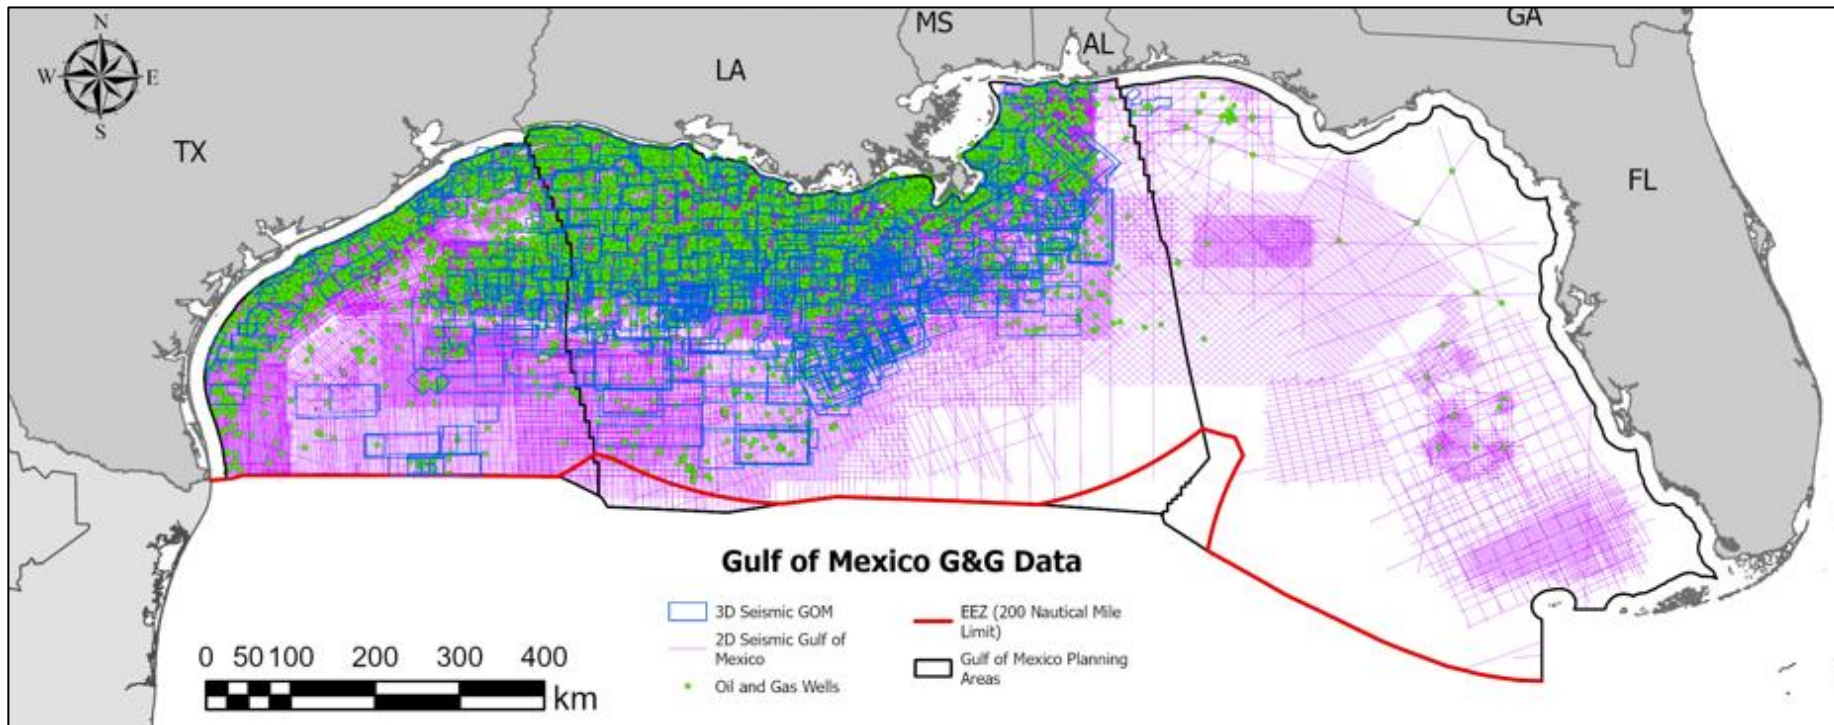 MS
GA
AL
LA
N
W E
S
TX
FL
Gulf of Mexico G&G Data
3D Seismic GOM
2D Seismic Gulf of
Mexico
Oil and Gas Wells
EEZ (200 Nautical Mile
Limit)
Gulf of Mexico Planning
Areas
0 50 100 200 300 400
km